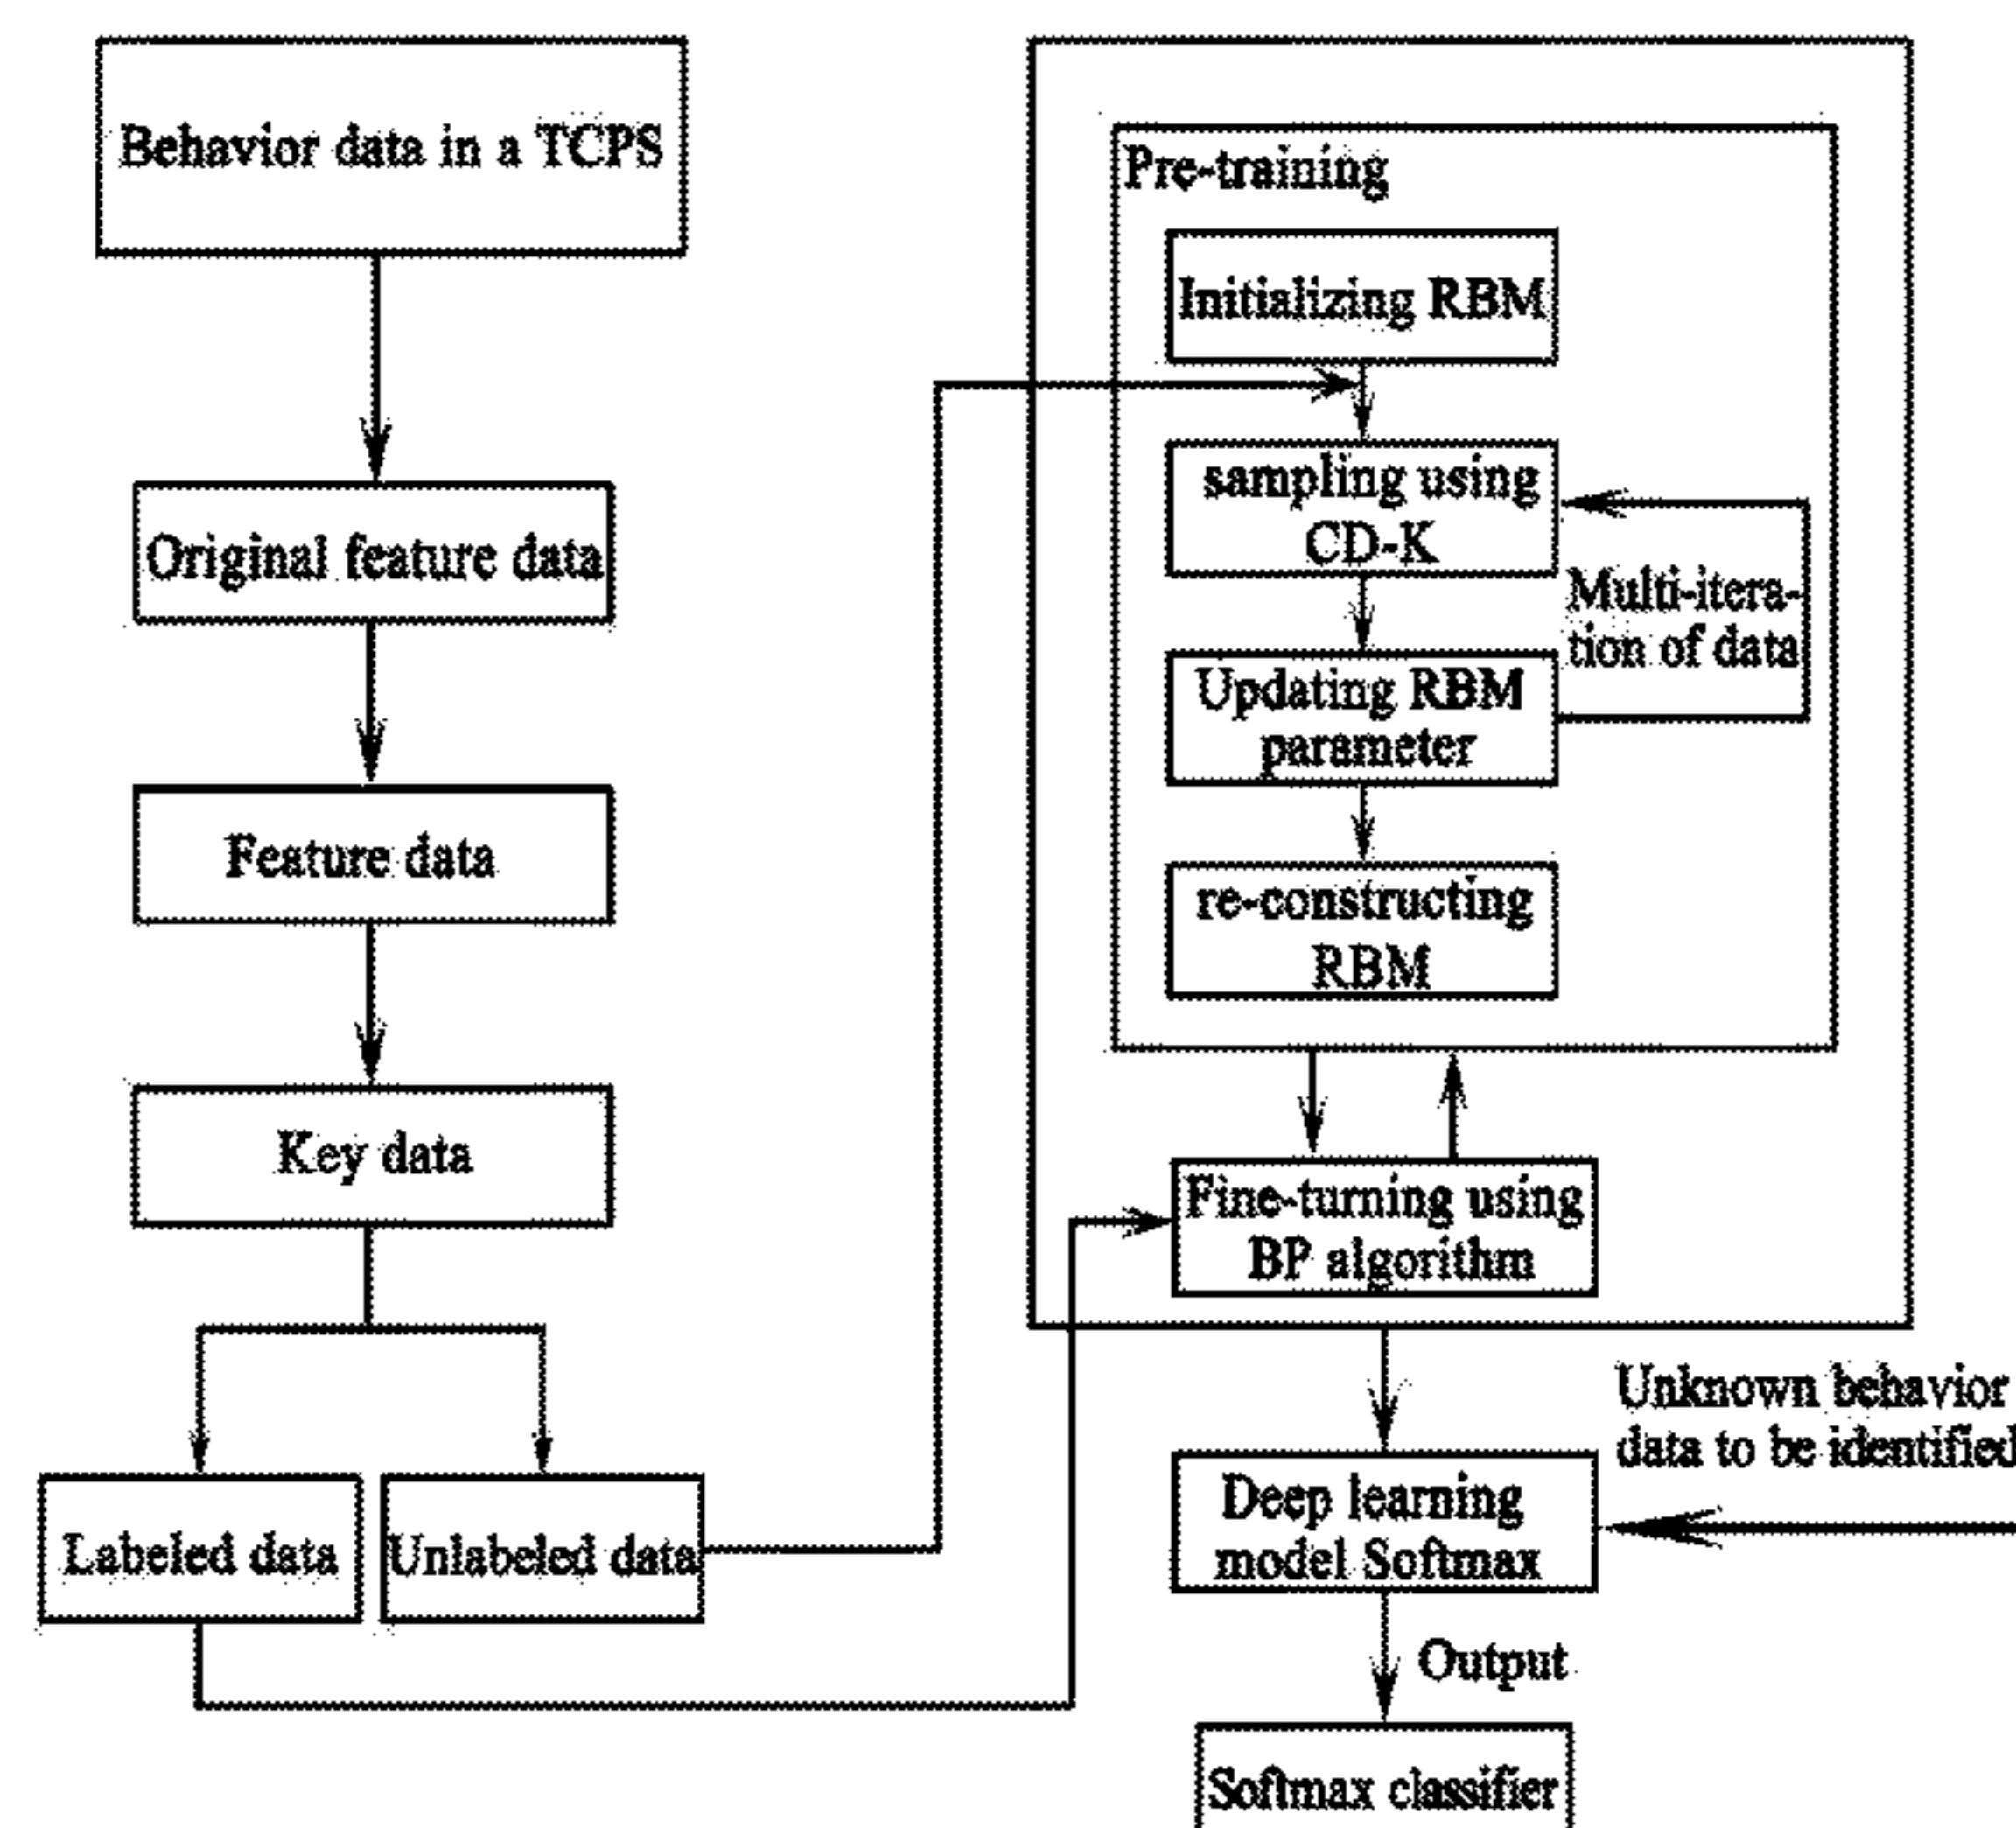 Behavior data in a TCPS
Original feature data
Feature data
Key data
Labeled data
Unlabeled data
Pre-training
Initializing RBM
sampling using
CD-K
Multi-itera-
tion of data
Updating RBM
parameter
re-constructing
RBM
Fine-turning using
BP algorithm
Unknown behavior
data to be identified
Deep learning
model Softmax
Output
Softmax classifier